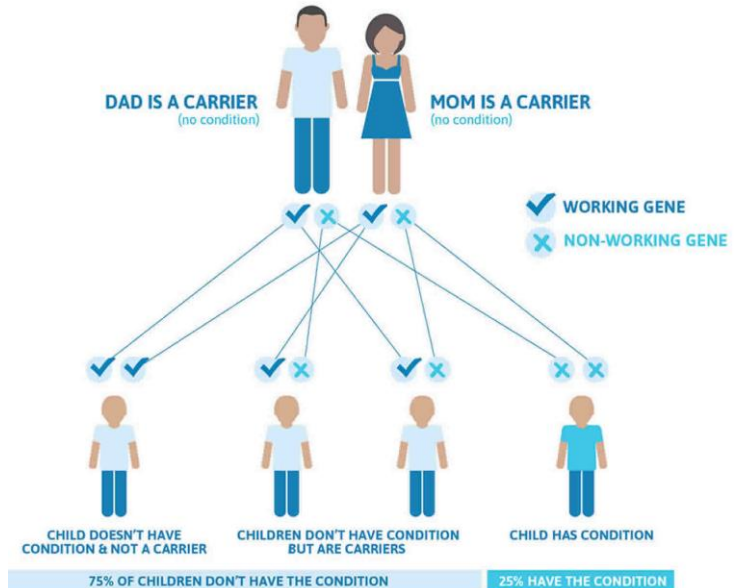 DAD IS A CARRIER
(no condition)
MOM IS A CARRIER
(no condition)
WORKING GENE
NON-WORKING GENE
CHILD DOESN'T HAVE
CONDITION & NOT A CARRIER
CHILDREN DON'T HAVE CONDITION
BUT ARE CARRIERS
CHILD HAS CONDITION
75% OF CHILDREN DON'T HAVE THE CONDITION
25% HAVE THE CONDITION